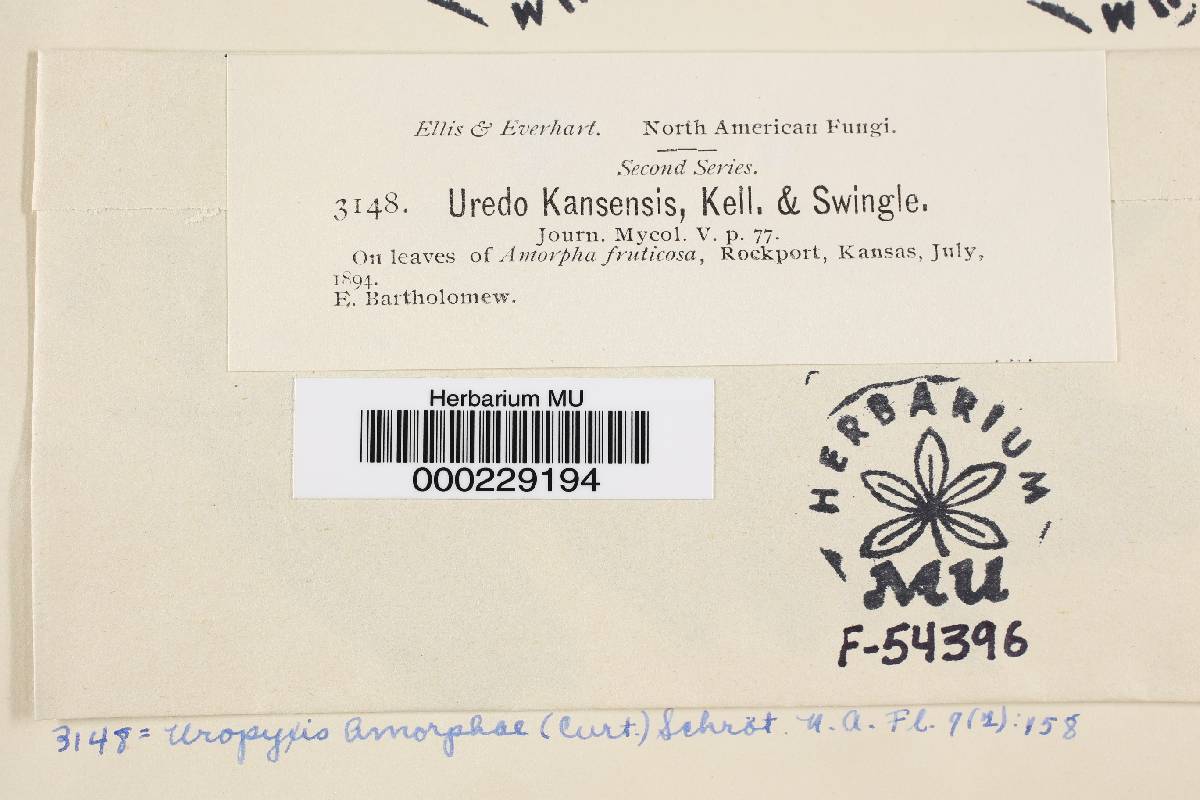 Ellis & Everhart. North American Fungi.
Second Series.
3148. Uredo Kansensis, Kell. & Swingle.
Journ. Mycol. V. p. 77.
On leaves of Amorpha fruticosa, Rockport, Kansas, July,
1894.
E. Bartholomew.
Herbarium MU
000229194
HERBARIUM
MU
F-54396
3148 = Uropyxis Amorphae (Curt.) Schröt. N. A. Fl. 7(2):158